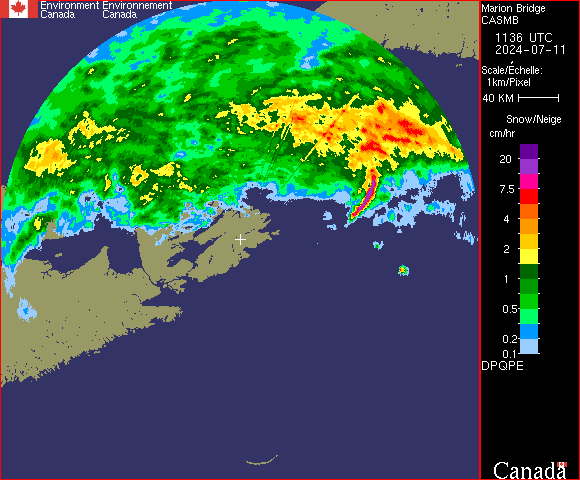 Environment Environnement
Canada Canada
Marion Bridge
CASMB
1136 UTC
2024-07-11
Scale/Échelle:
1km/Pixel
40 KM
Snow/Neige
cm/hr
20
7.5
4
2
1
0.5
0.2
0.1
DPQPE
Canada